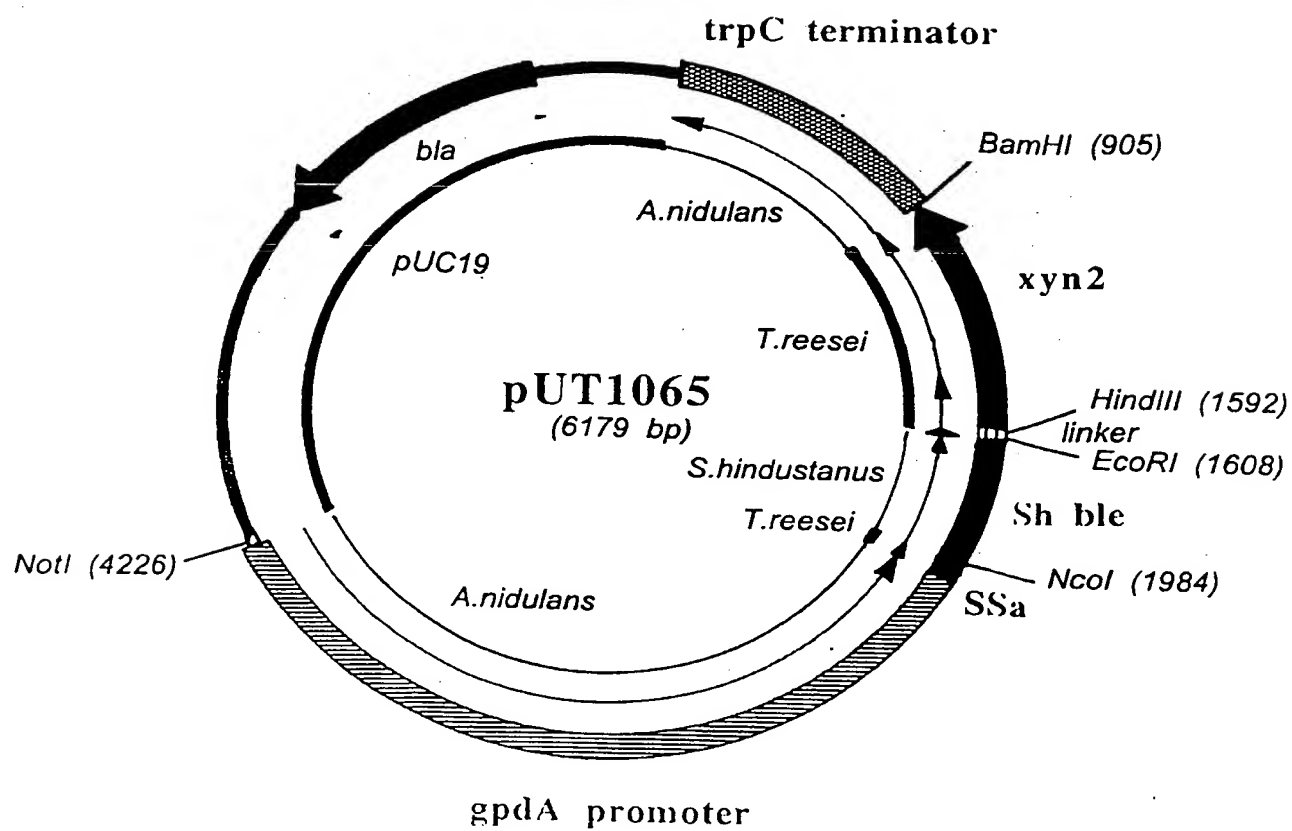 trpC terminator
BamHI (905)
bla
A.nidulans
pUC19
xyn2
T.reesei
pUT1065
(6179 bp)
HindIII (1592)
linker
EcoRI (1608)
S.hindustanus
Sh ble
T.reesei
NotI (4226)
NcoI (1984)
A.nidulans
SSa
gpdA promoter